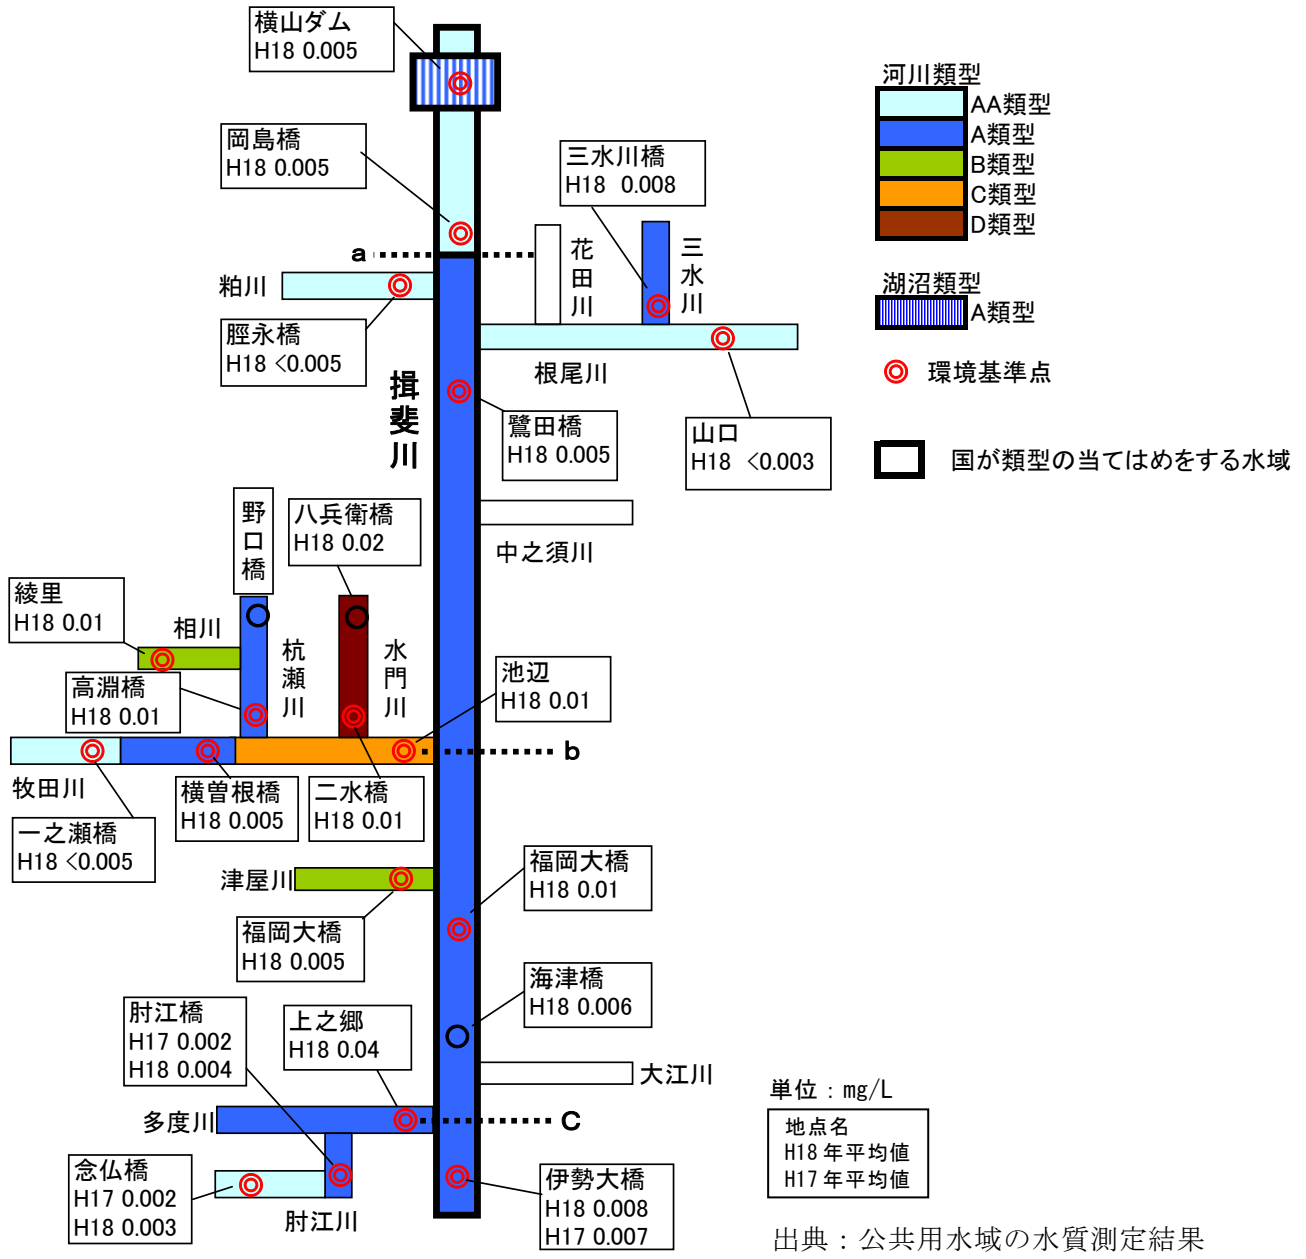 横山ダム
H18 0.005
岡島橋
H18 0.005
三水川橋
H18 0.008
河川類型
AA類型
A類型
B類型
C類型
D類型
湖沼類型
A類型
環境基準点
国が類型の当てはめをする水域
a
花田川
三水川
粕川
脛永橋
H18 <0.005
根尾川
揖斐川
鷺田橋
H18 0.005
山口
H18 <0.003
中之須川
野口橋
八兵衛橋
H18 0.02
綾里
H18 0.01
相川
杭瀬川
水門川
高淵橋
H18 0.01
池辺
H18 0.01
b
牧田川
横曽根橋
H18 0.005
二水橋
H18 0.01
一之瀬橋
H18 <0.005
津屋川
福岡大橋
H18 0.01
福岡大橋
H18 0.005
海津橋
H18 0.006
肘江橋
H17 0.002
H18 0.004
上之郷
H18 0.04
大江川
多度川
C
念仏橋
H17 0.002
H18 0.003
肘江川
伊勢大橋
H18 0.008
H17 0.007
単位：mg/L
地点名
H18年平均値
H17年平均値
出典：公共用水域の水質測定結果